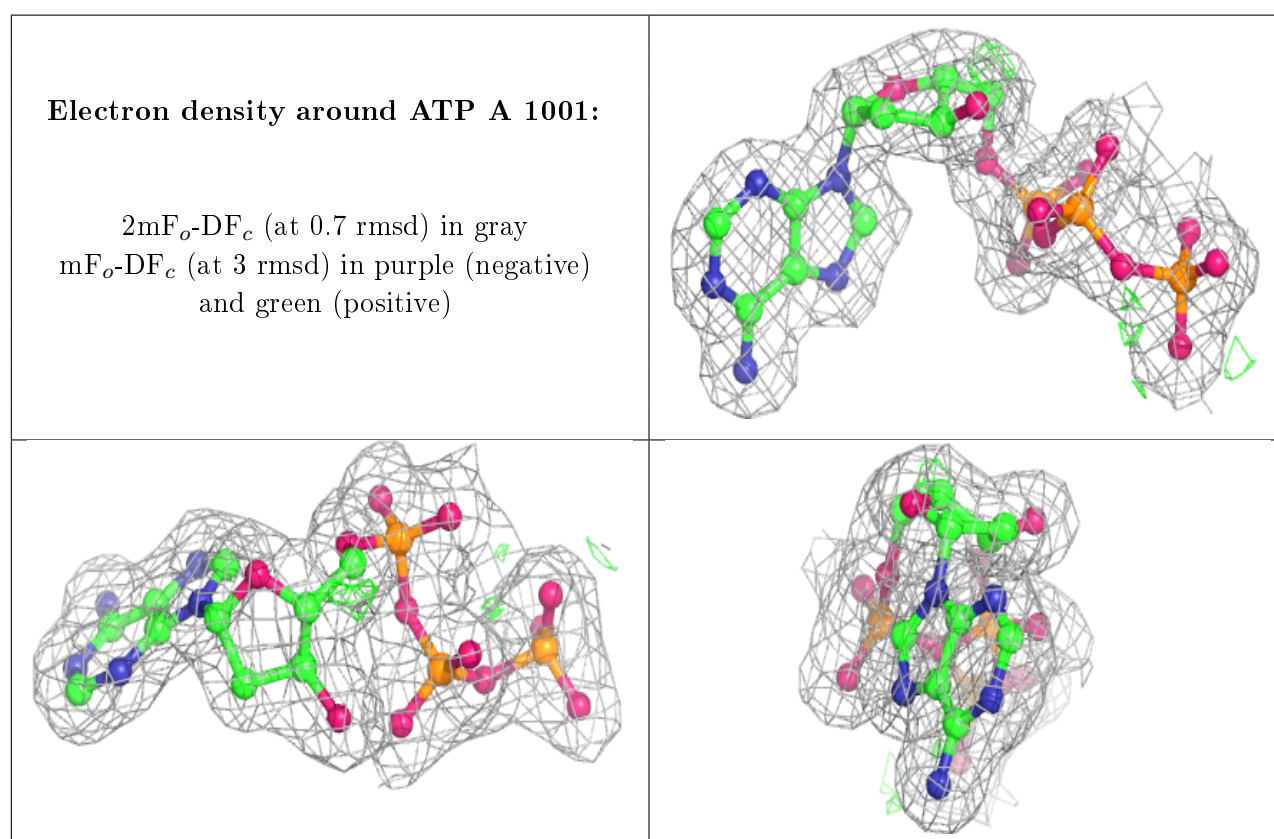 Electron density around ATP A 1001:
2mFₒ-DF𝒸 (at 0.7 rmsd) in gray
mFₒ-DF𝒸 (at 3 rmsd) in purple (negative)
and green (positive)